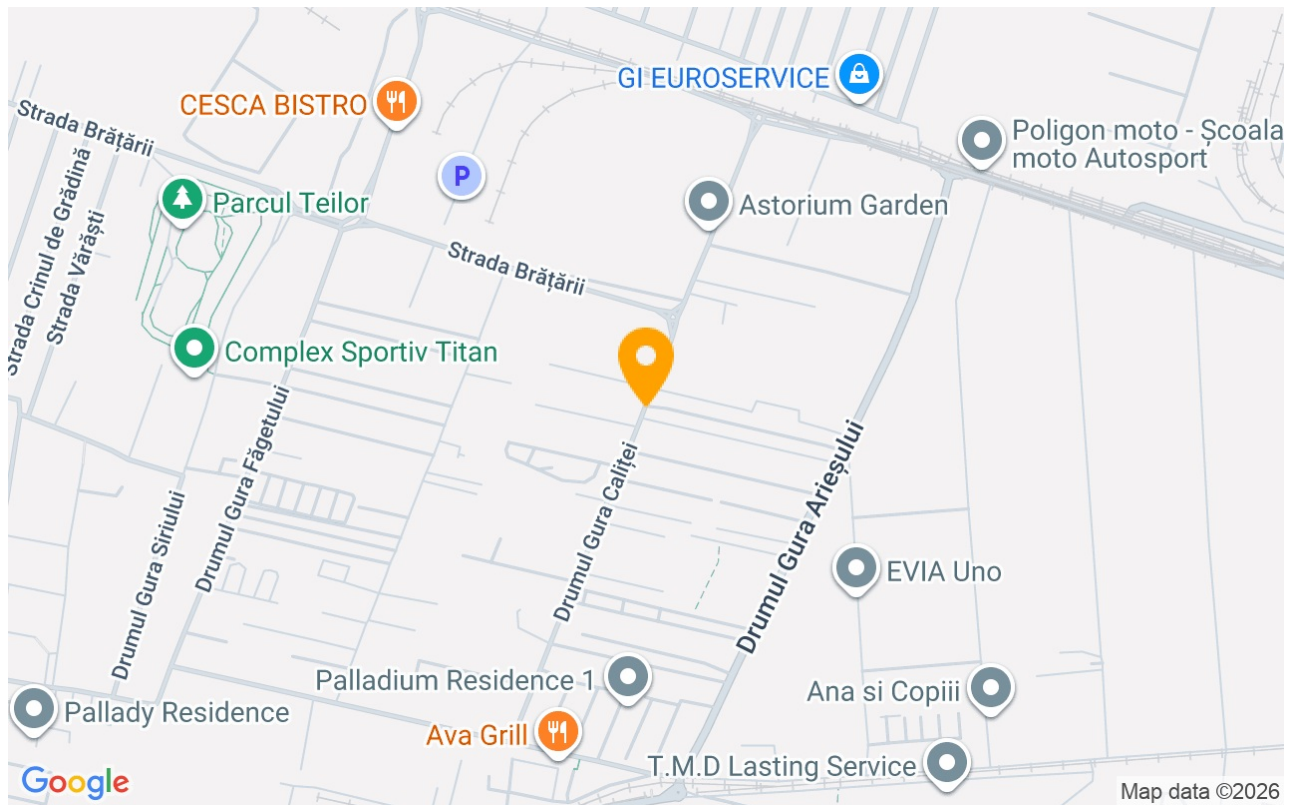 GI EUROSERVICE
CESCA BISTRO
Strada Brățării
Poligon moto - Școala
moto Autosport
P
Parcul Teilor
Astorium Garden
Strada Crinul de Grădină
Strada Vărăști
Strada Brățării
Complex Sportiv Titan
Drumul Gura Făgetului
Drumul Gura Caliței
Drumul Gura Arieșului
Drumul Gura Siriului
EVIA Uno
Palladium Residence 1
Ana si Copiii
Pallady Residence
Ava Grill
T.M.D Lasting Service
Google
Map data ©2026